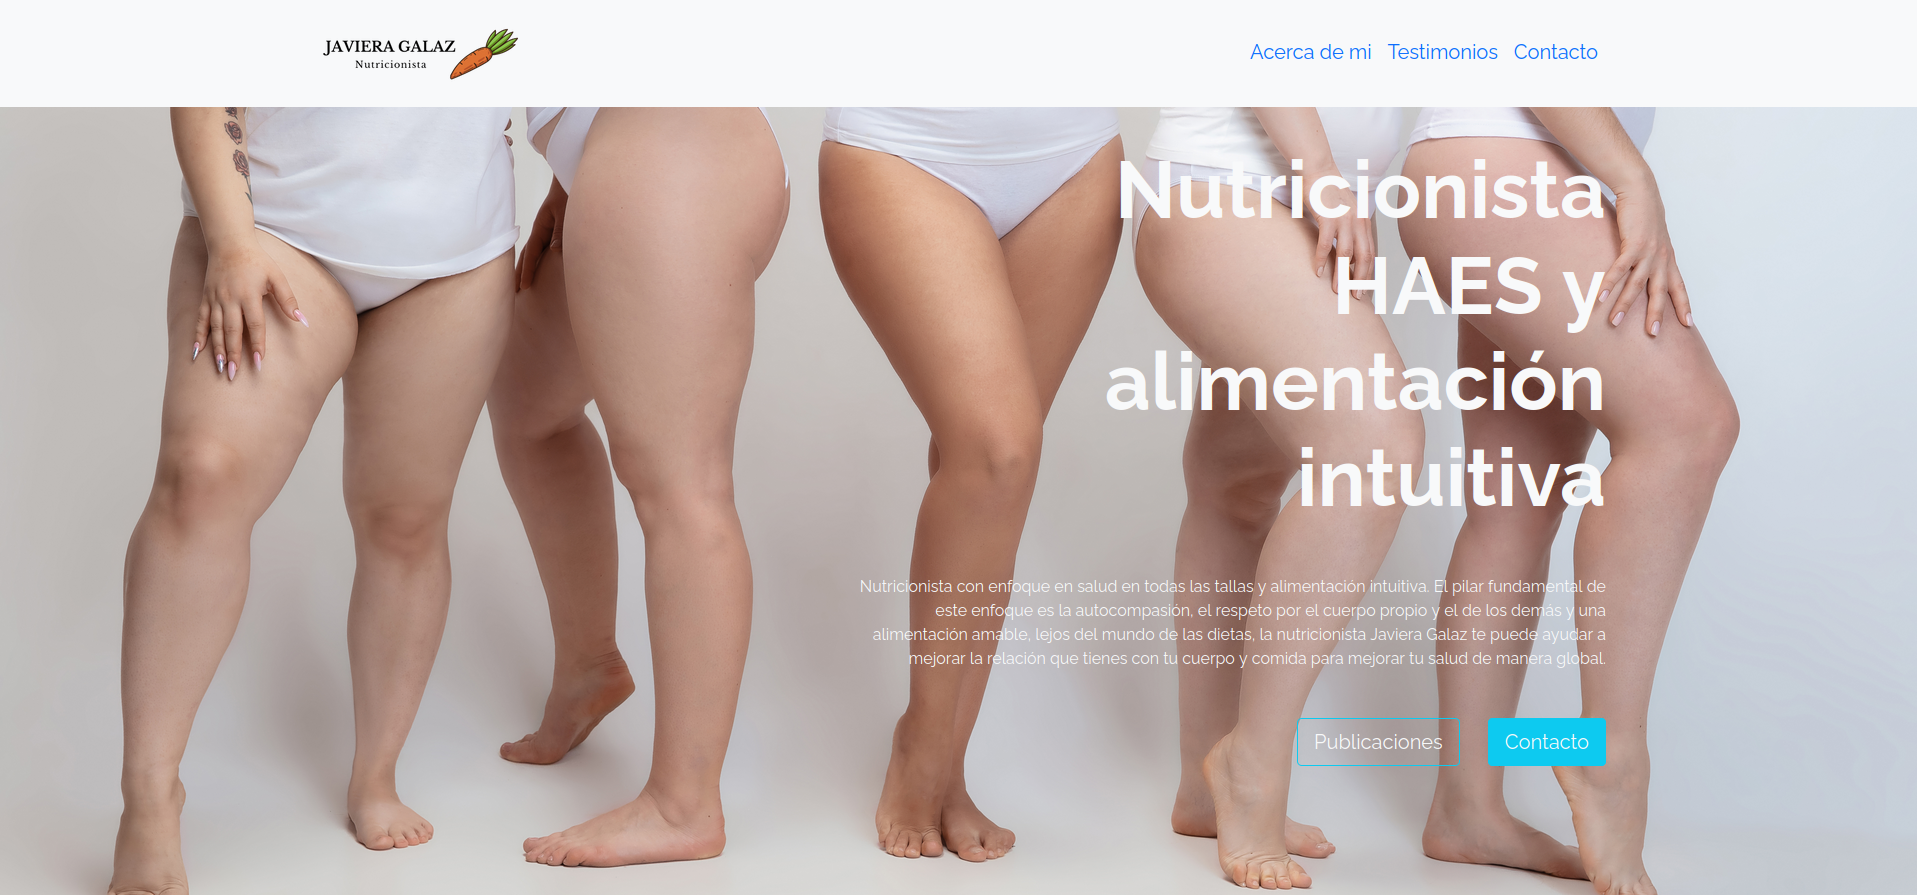 JAVIERA GALAZ
Nutricionista
Acerca de mi Testimonios Contacto
Nutricionista
HAES y
alimentación
intuitiva
Nutricionista con enfoque en salud en todas las tallas y alimentación intuitiva. El pilar fundamental de
este enfoque es la autocompasión, el respeto por el cuerpo propio y el de los demás y una
alimentación amable, lejos del mundo de las dietas, la nutricionista Javiera Galaz te puede ayudar a
mejorar la relación que tienes con tu cuerpo y comida para mejorar tu salud de manera global.
Publicaciones Contacto